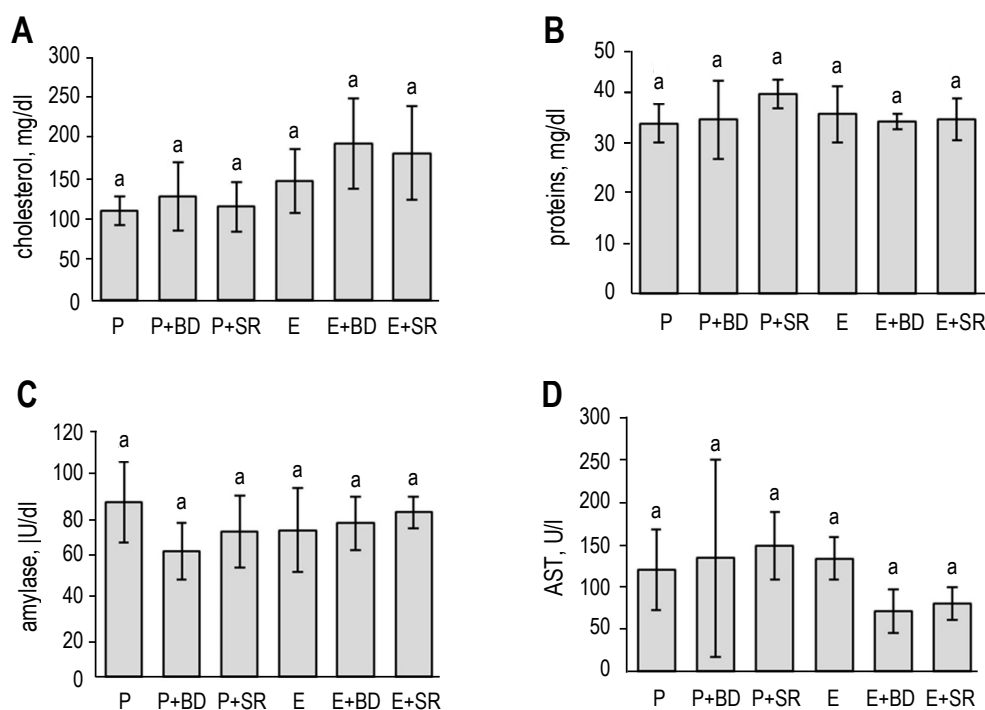 A
cholesterol, mg/dl
300
250
200
150
100
50
0
a a a a a a
P P+BD P+SR E E+BD E+SR
B
proteins, mg/dl
50
40
30
20
10
0
a a a a a a
P P+BD P+SR E E+BD E+SR
C
amylase, |U/dl
120
100
80
60
40
20
0
a a a a a a
P P+BD P+SR E E+BD E+SR
D
AST, U/l
300
250
200
150
100
50
0
a a a a a a
P P+BD P+SR E E+BD E+SR